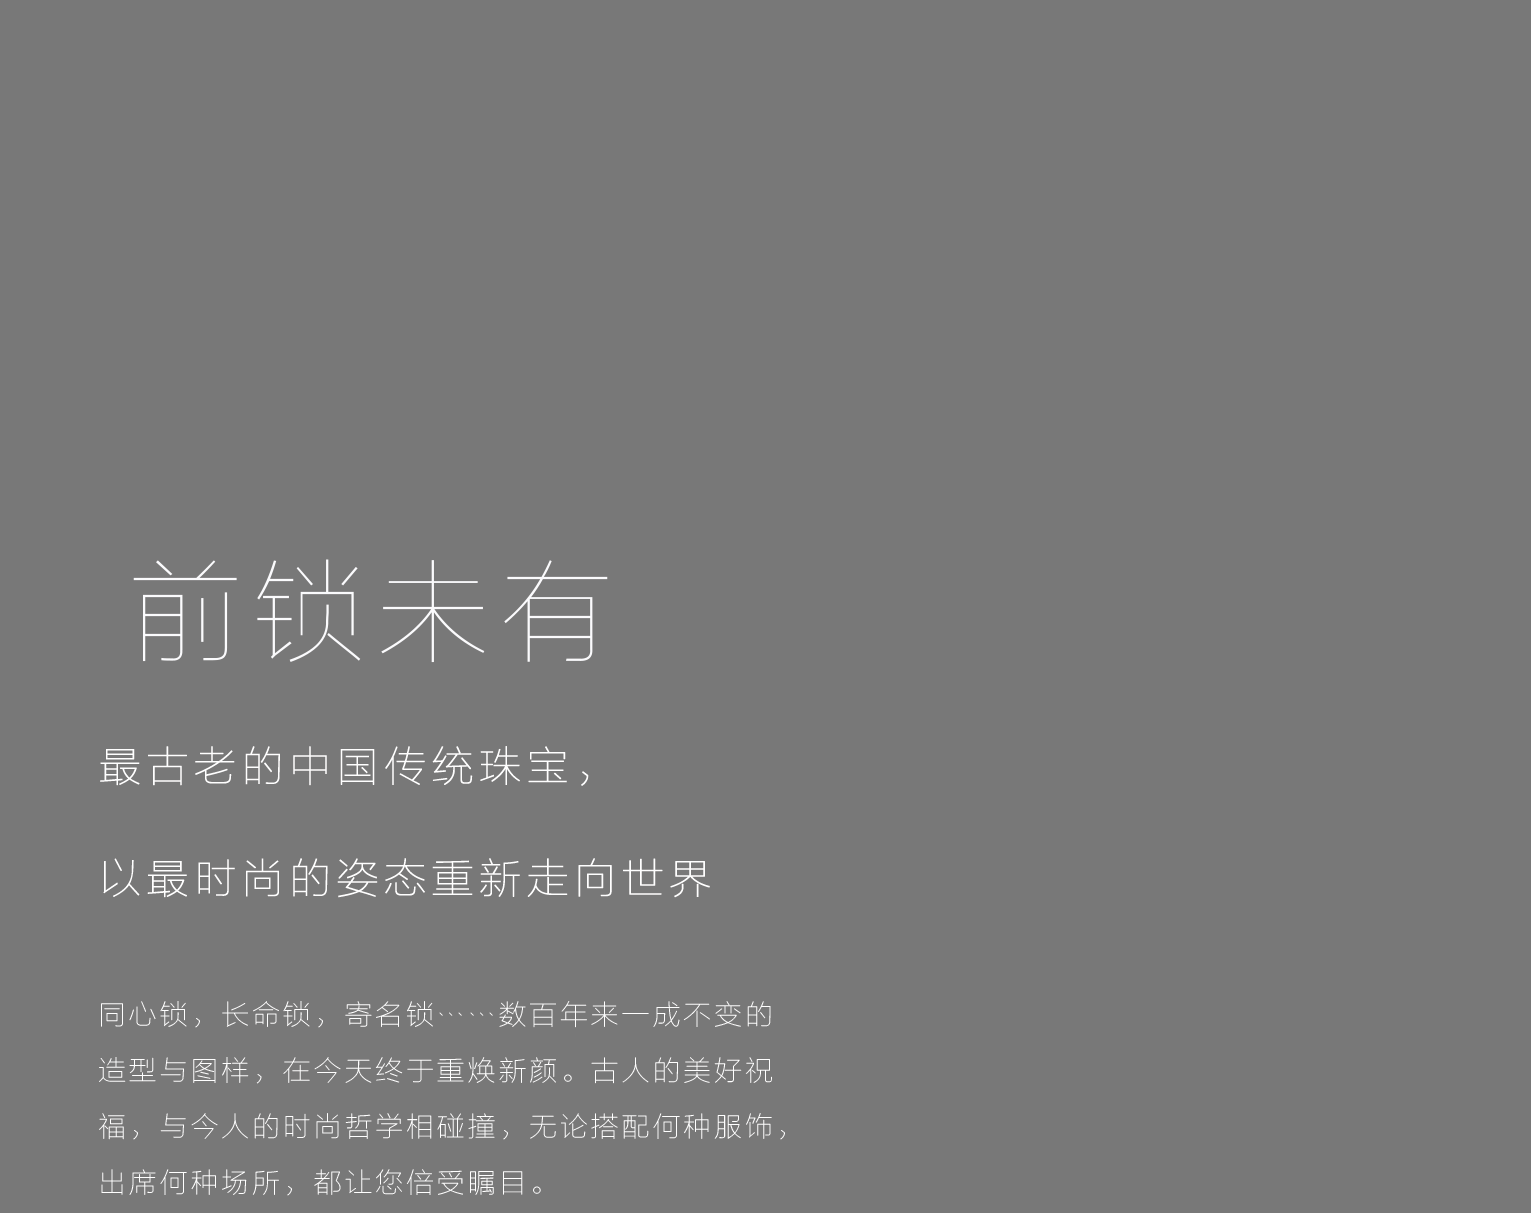 前锁未有
最古老的中国传统珠宝，
以最时尚的姿态重新走向世界
同心锁，长命锁，寄名锁……数百年来一成不变的
造型与图样，在今天终于重焕新颜。古人的美好祝
福，与今人的时尚哲学相碰撞，无论搭配何种服饰，
出席何种场所，都让您倍受瞩目。